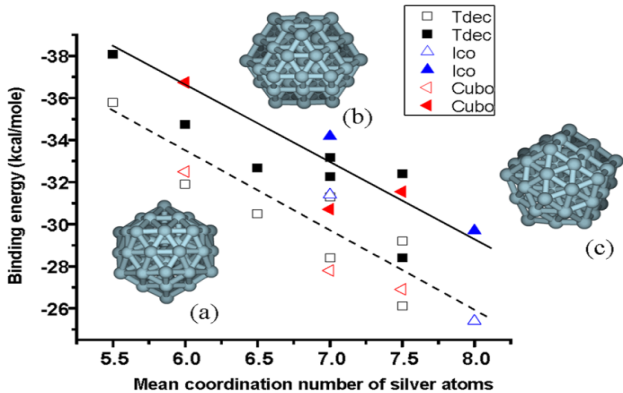 Binding energy (kcal/mole)
-38
-36
-34
-32
-30
-28
-26
5.5 6.0 6.5 7.0 7.5 8.0
Mean coordination number of silver atoms
Tdec
Tdec
Ico
Ico
Cubo
Cubo
(b)
(c)
(a)